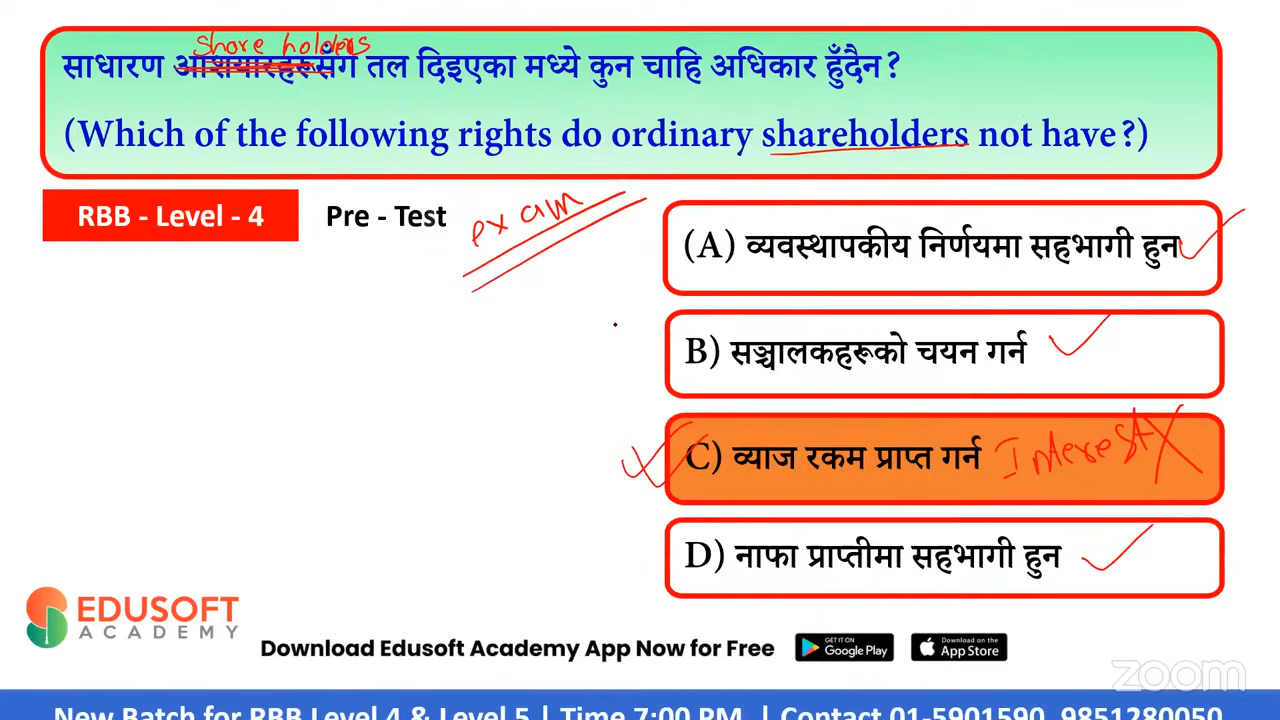 share holders
साधारण आशयारहरुसँग तल दिइएका मध्ये कुन चाहि अधिकार हुँदैन?
(Which of the following rights do ordinary shareholders not have?)
RBB - Level - 4
Pre - Test
exam
(A) व्यवस्थापकीय निर्णयमा सहभागी हुन
B) सञ्चालकहरूको चयन गर्न
C) व्याज रकम प्राप्त गर्न Interest
D) नाफा प्राप्तीमा सहभागी हुन
EDUSOFT
ACADEMY
Download Edusoft Academy App Now for Free
GET IT ON
Google Play
Download on the
App Store
zoom
New Batch for RBB Level 4 & Level 5 | Time 7:00 PM | Contact 01-5901590, 9851280050